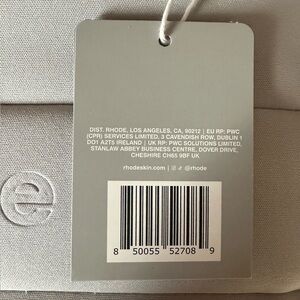 DIST. RHODE, LOS ANGELES, CA, 90212 | EU RP: PWC
(CPR) SERVICES LIMITED, 3 CAVENDISH ROW, DUBLIN 1
DO1 A2T5 IRELAND | UK RP: PWC SOLUTIONS LIMITED,
STANLAW ABBEY BUSINESS CENTRE, DOVER DRIVE,
CHESHIRE CH65 9BF UK
rhodeskin.com | @rhode
8 50055 52708 9
e